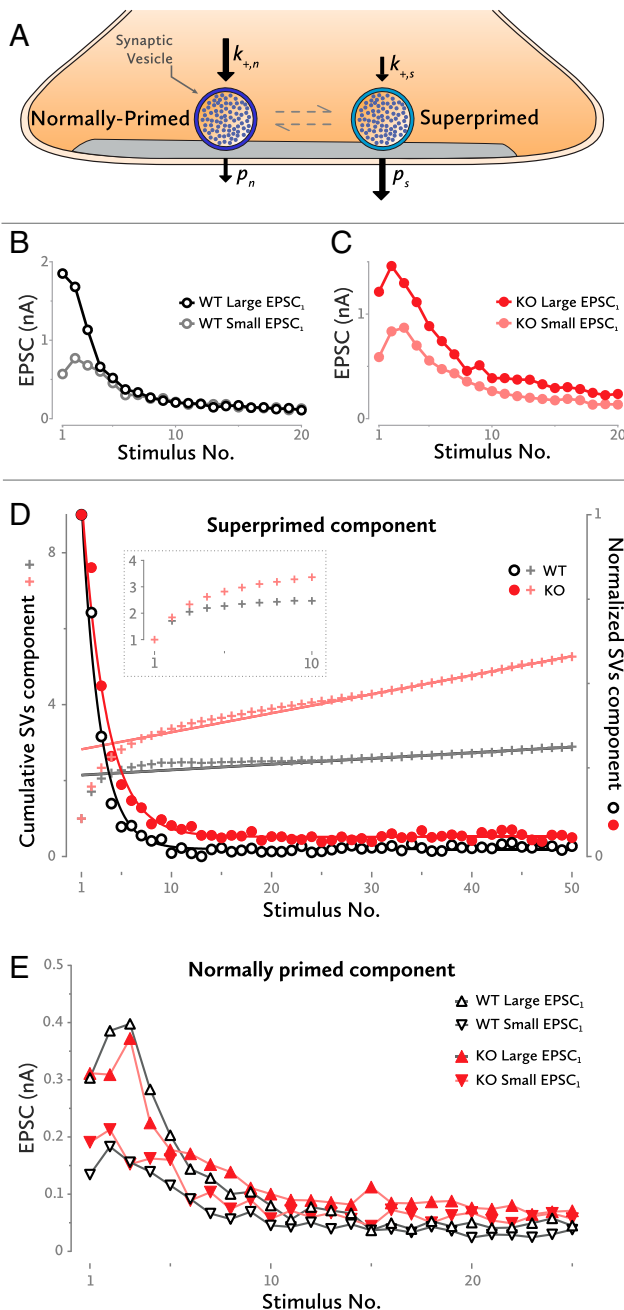 A
Synaptic
Vesicle
k+,n
k+,s
Normally-Primed
Superprimed
pn
ps
B
EPSC (nA)
2
1
0
WT Large EPSC₁
WT Small EPSC₁
1
10
20
Stimulus No.
C
EPSC (nA)
1
0
KO Large EPSC₁
KO Small EPSC₁
1
10
20
Stimulus No.
D
Superprimed component
Cumulative SVs component
8
4
0
4
3
2
1
1
10
WT
KO
1
0
Normalized SVs component
1
10
20
30
40
50
Stimulus No.
E
Normally primed component
EPSC (nA)
0.5
0.4
0.3
0.2
0.1
0
WT Large EPSC₁
WT Small EPSC₁
KO Large EPSC₁
KO Small EPSC₁
1
10
20
Stimulus No.